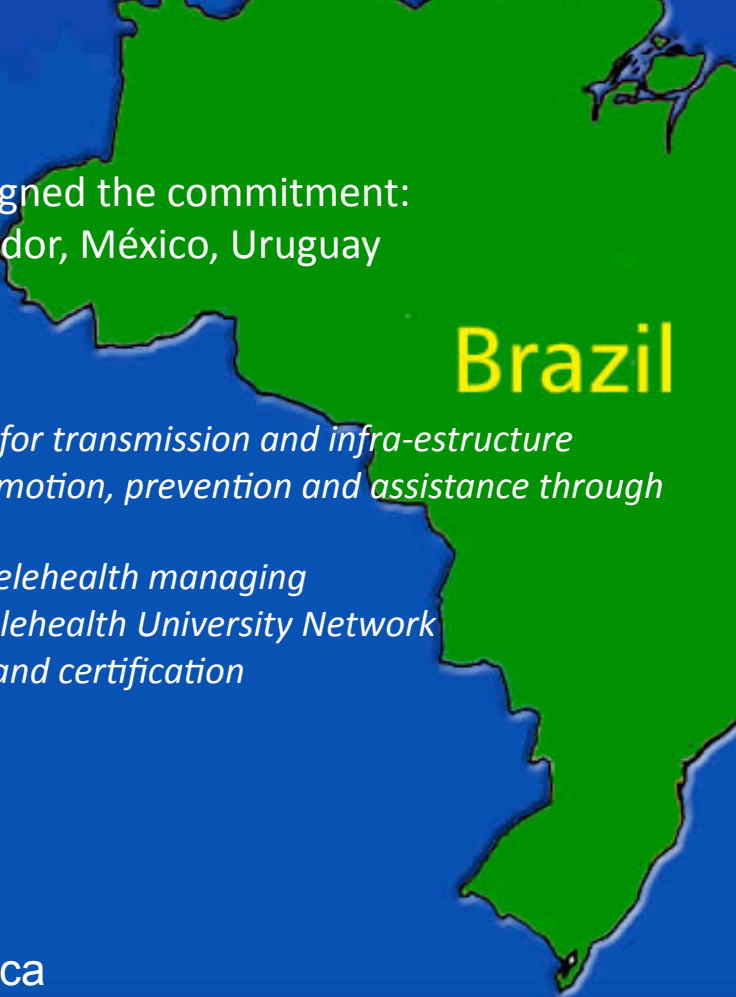 gned the commitment:
dor, México, Uruguay
Brazil
for transmission and infra-estructure
motion, prevention and assistance through
elehealth managing
lehealth University Network
and certification
ca